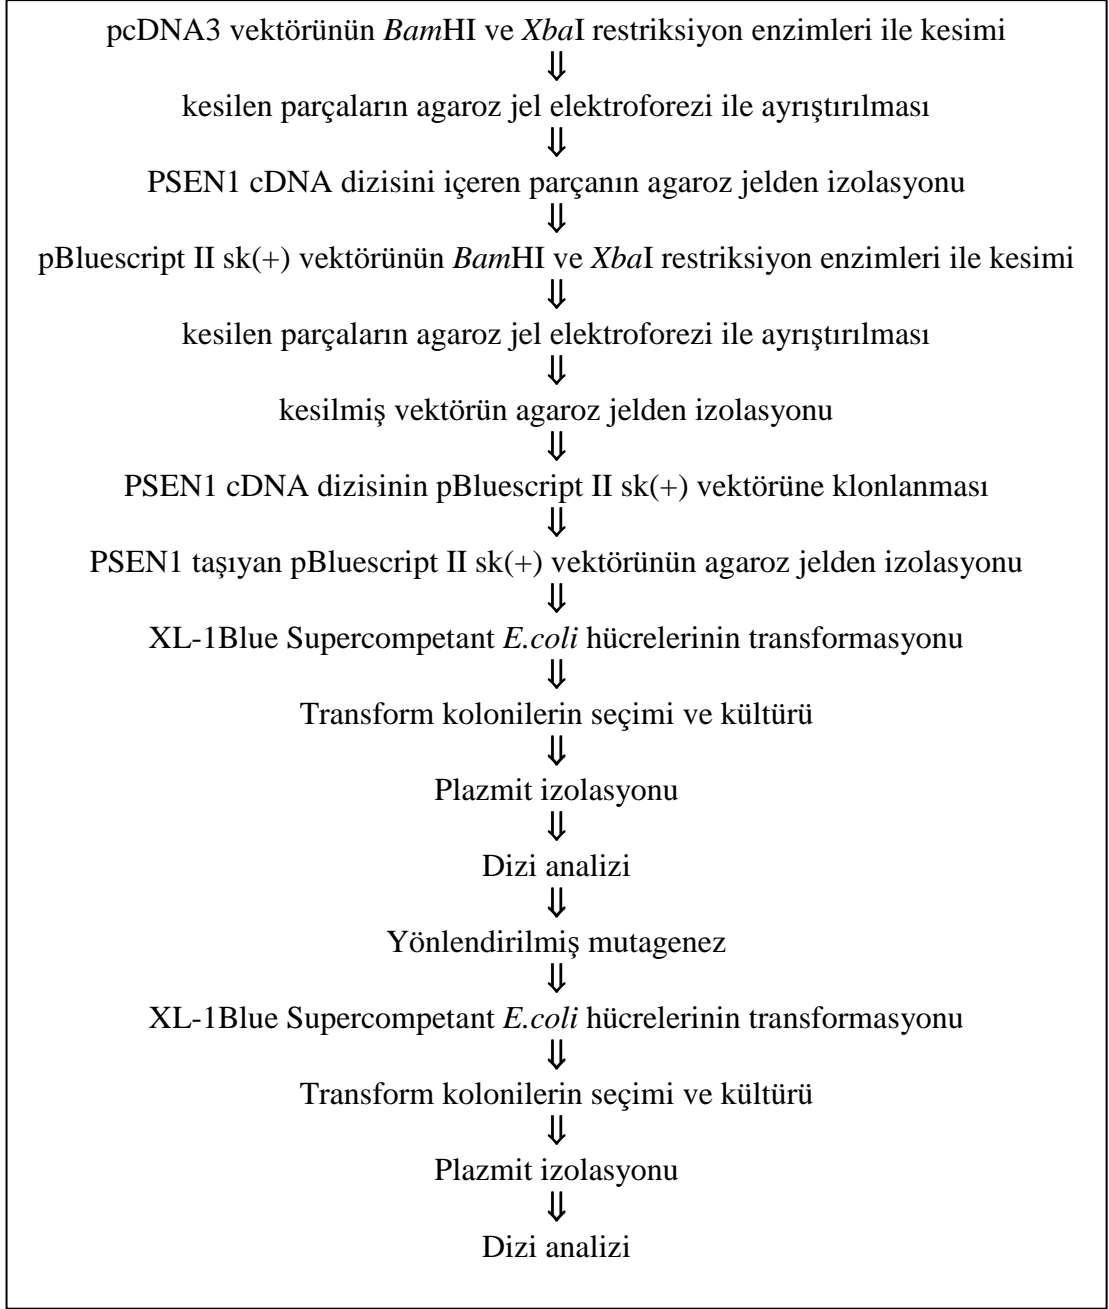 pcDNA3 vektörünün BamHI ve XbaI restriksiyon enzimleri ile kesimi
⇓
kesilen parçaların agaroz jel elektroforezi ile ayrıştırılması
⇓
PSEN1 cDNA dizisini içeren parçanın agaroz jelden izolasyonu
⇓
pBluescript II sk(+) vektörünün BamHI ve XbaI restriksiyon enzimleri ile kesimi
⇓
kesilen parçaların agaroz jel elektroforezi ile ayrıştırılması
⇓
kesilmiş vektörün agaroz jelden izolasyonu
⇓
PSEN1 cDNA dizisinin pBluescript II sk(+) vektörüne klonlanması
⇓
PSEN1 taşıyan pBluescript II sk(+) vektörünün agaroz jelden izolasyonu
⇓
XL-1Blue Supercompetant E.coli hücrelerinin transformasyonu
⇓
Transform kolonilerin seçimi ve kültürü
⇓
Plazmit izolasyonu
⇓
Dizi analizi
⇓
Yönlendirilmiş mutagenez
⇓
XL-1Blue Supercompetant E.coli hücrelerinin transformasyonu
⇓
Transform kolonilerin seçimi ve kültürü
⇓
Plazmit izolasyonu
⇓
Dizi analizi